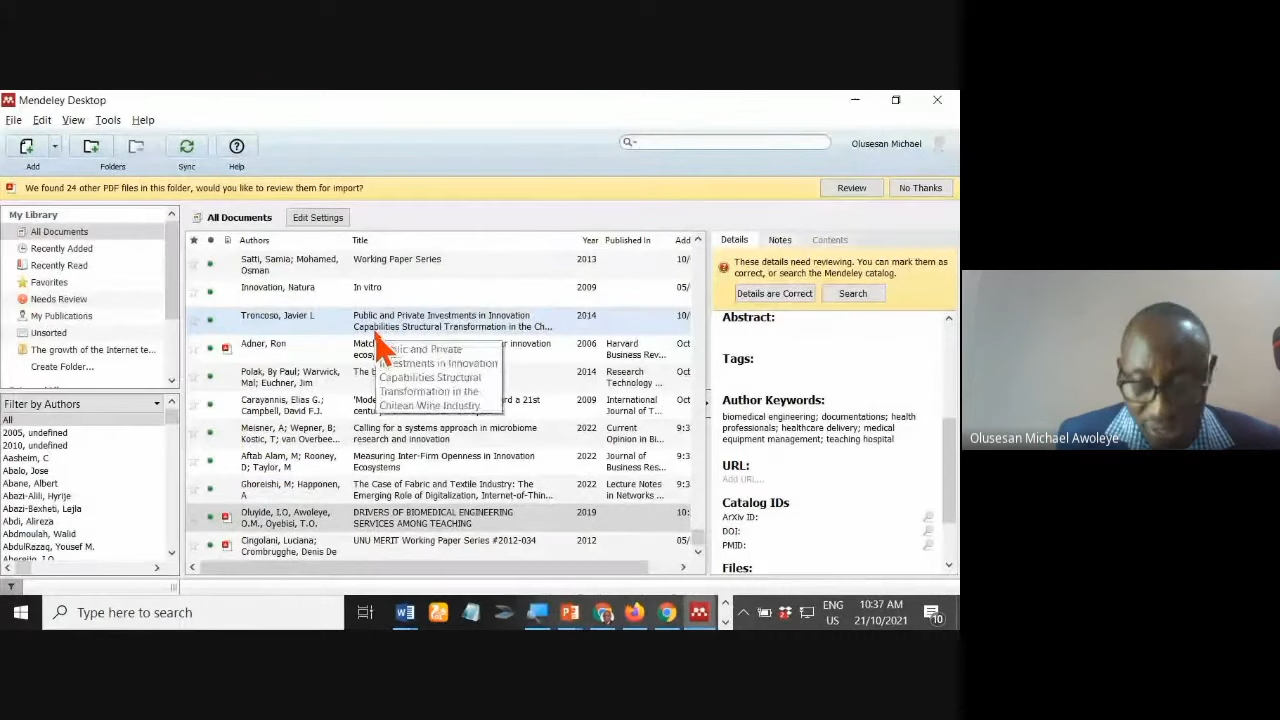 Mendeley Desktop
File Edit View Tools Help
Olusesan Michael
Add Folders Sync Help
We found 24 other PDF files in this folder, would you like to review them for import?
Review No Thanks
My Library
All Documents
Recently Added
Recently Read
Favorites
Needs Review
My Publications
Unsorted
The growth of the Internet te...
Create Folder...
Filter by Authors
All
2005, undefined
2010, undefined
Aasheim, C
Abalo, Jose
Abane, Albert
Abazi-Alili, Hyrije
Abazi-Bexheti, Lejla
Abdi, Alireza
Abdmoulah, Walid
AbdulRazaq, Yousef M.
All Documents Edit Settings
Authors Title Year Published In Add
Satti, Samia; Mohamed, Working Paper Series 2013 10/
Osman
Innovation, Natura In vitro 2009 05/
Troncoso, Javier L Public and Private Investments in Innovation 2014 10/
Capabilities Structural Transformation in the Ch...
Adner, Ron innovation 2006 Harvard
Business Rev...
Polak, By Paul; Warwick, 2014 Research
Mal; Euchner, Jim Technology ...
Carayannis, Elias G.; a 21st 2009 International
Campbell, David F.J. Journal of T...
Meisner, A; Wepner, B; Calling for a systems approach in microbiome 2022 Current 9:3
Kostic, T; van Overbee... research and innovation Opinion in Bi...
Aftab Alam, M; Rooney, Measuring Inter-Firm Openness in Innovation 2022 Journal of 9:3
D; Taylor, M Ecosystems Business Res...
Ghoreishi, M; Happonen, The Case of Fabric and Textile Industry: The 2022 Lecture Notes 9:3
A Emerging Role of Digitalization, Internet-of-Thin... in Networks ...
Oluyide, I.O, Awoleye, DRIVERS OF BIOMEDICAL ENGINEERING 2019 10:
O.M., Oyebisi, T.O. SERVICES AMONG TEACHING
Cingolani, Luciana; UNU MERIT Working Paper Series #2012-034 2012 05/
Crombrugghe, Denis De
and Private
Investments in Innovation
Capabilities Structural
Transformation in the
Chilean Wine Industry
Details Notes Contents
These details need reviewing. You can mark them as
correct, or search the Mendeley catalog.
Details are Correct Search
Abstract:
Tags:
Author Keywords:
biomedical engineering; documentations; health
professionals; healthcare delivery; medical
equipment management; teaching hospital
URL:
Add URL...
Catalog IDs
ArXiv ID:
DOI:
PMID:
Files:
Olusesan Michael Awoleye
Type here to search
ENG
US
10:37 AM
21/10/2021
10